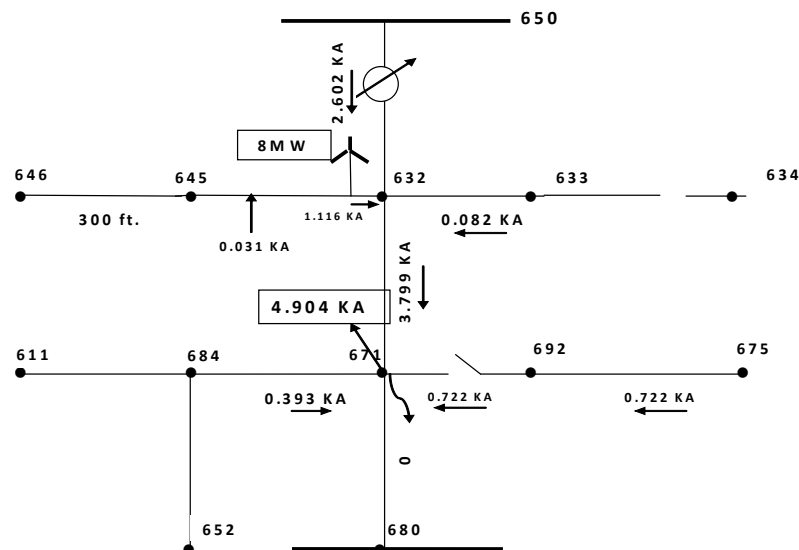 650
2.602 KA
8MW
646
645
632
633
634
300 ft.
1.116 KA
0.082 KA
0.031 KA
3.799 KA
4.904 KA
611
684
671
692
675
0.393 KA
0.722 KA
0.722 KA
0
652
680